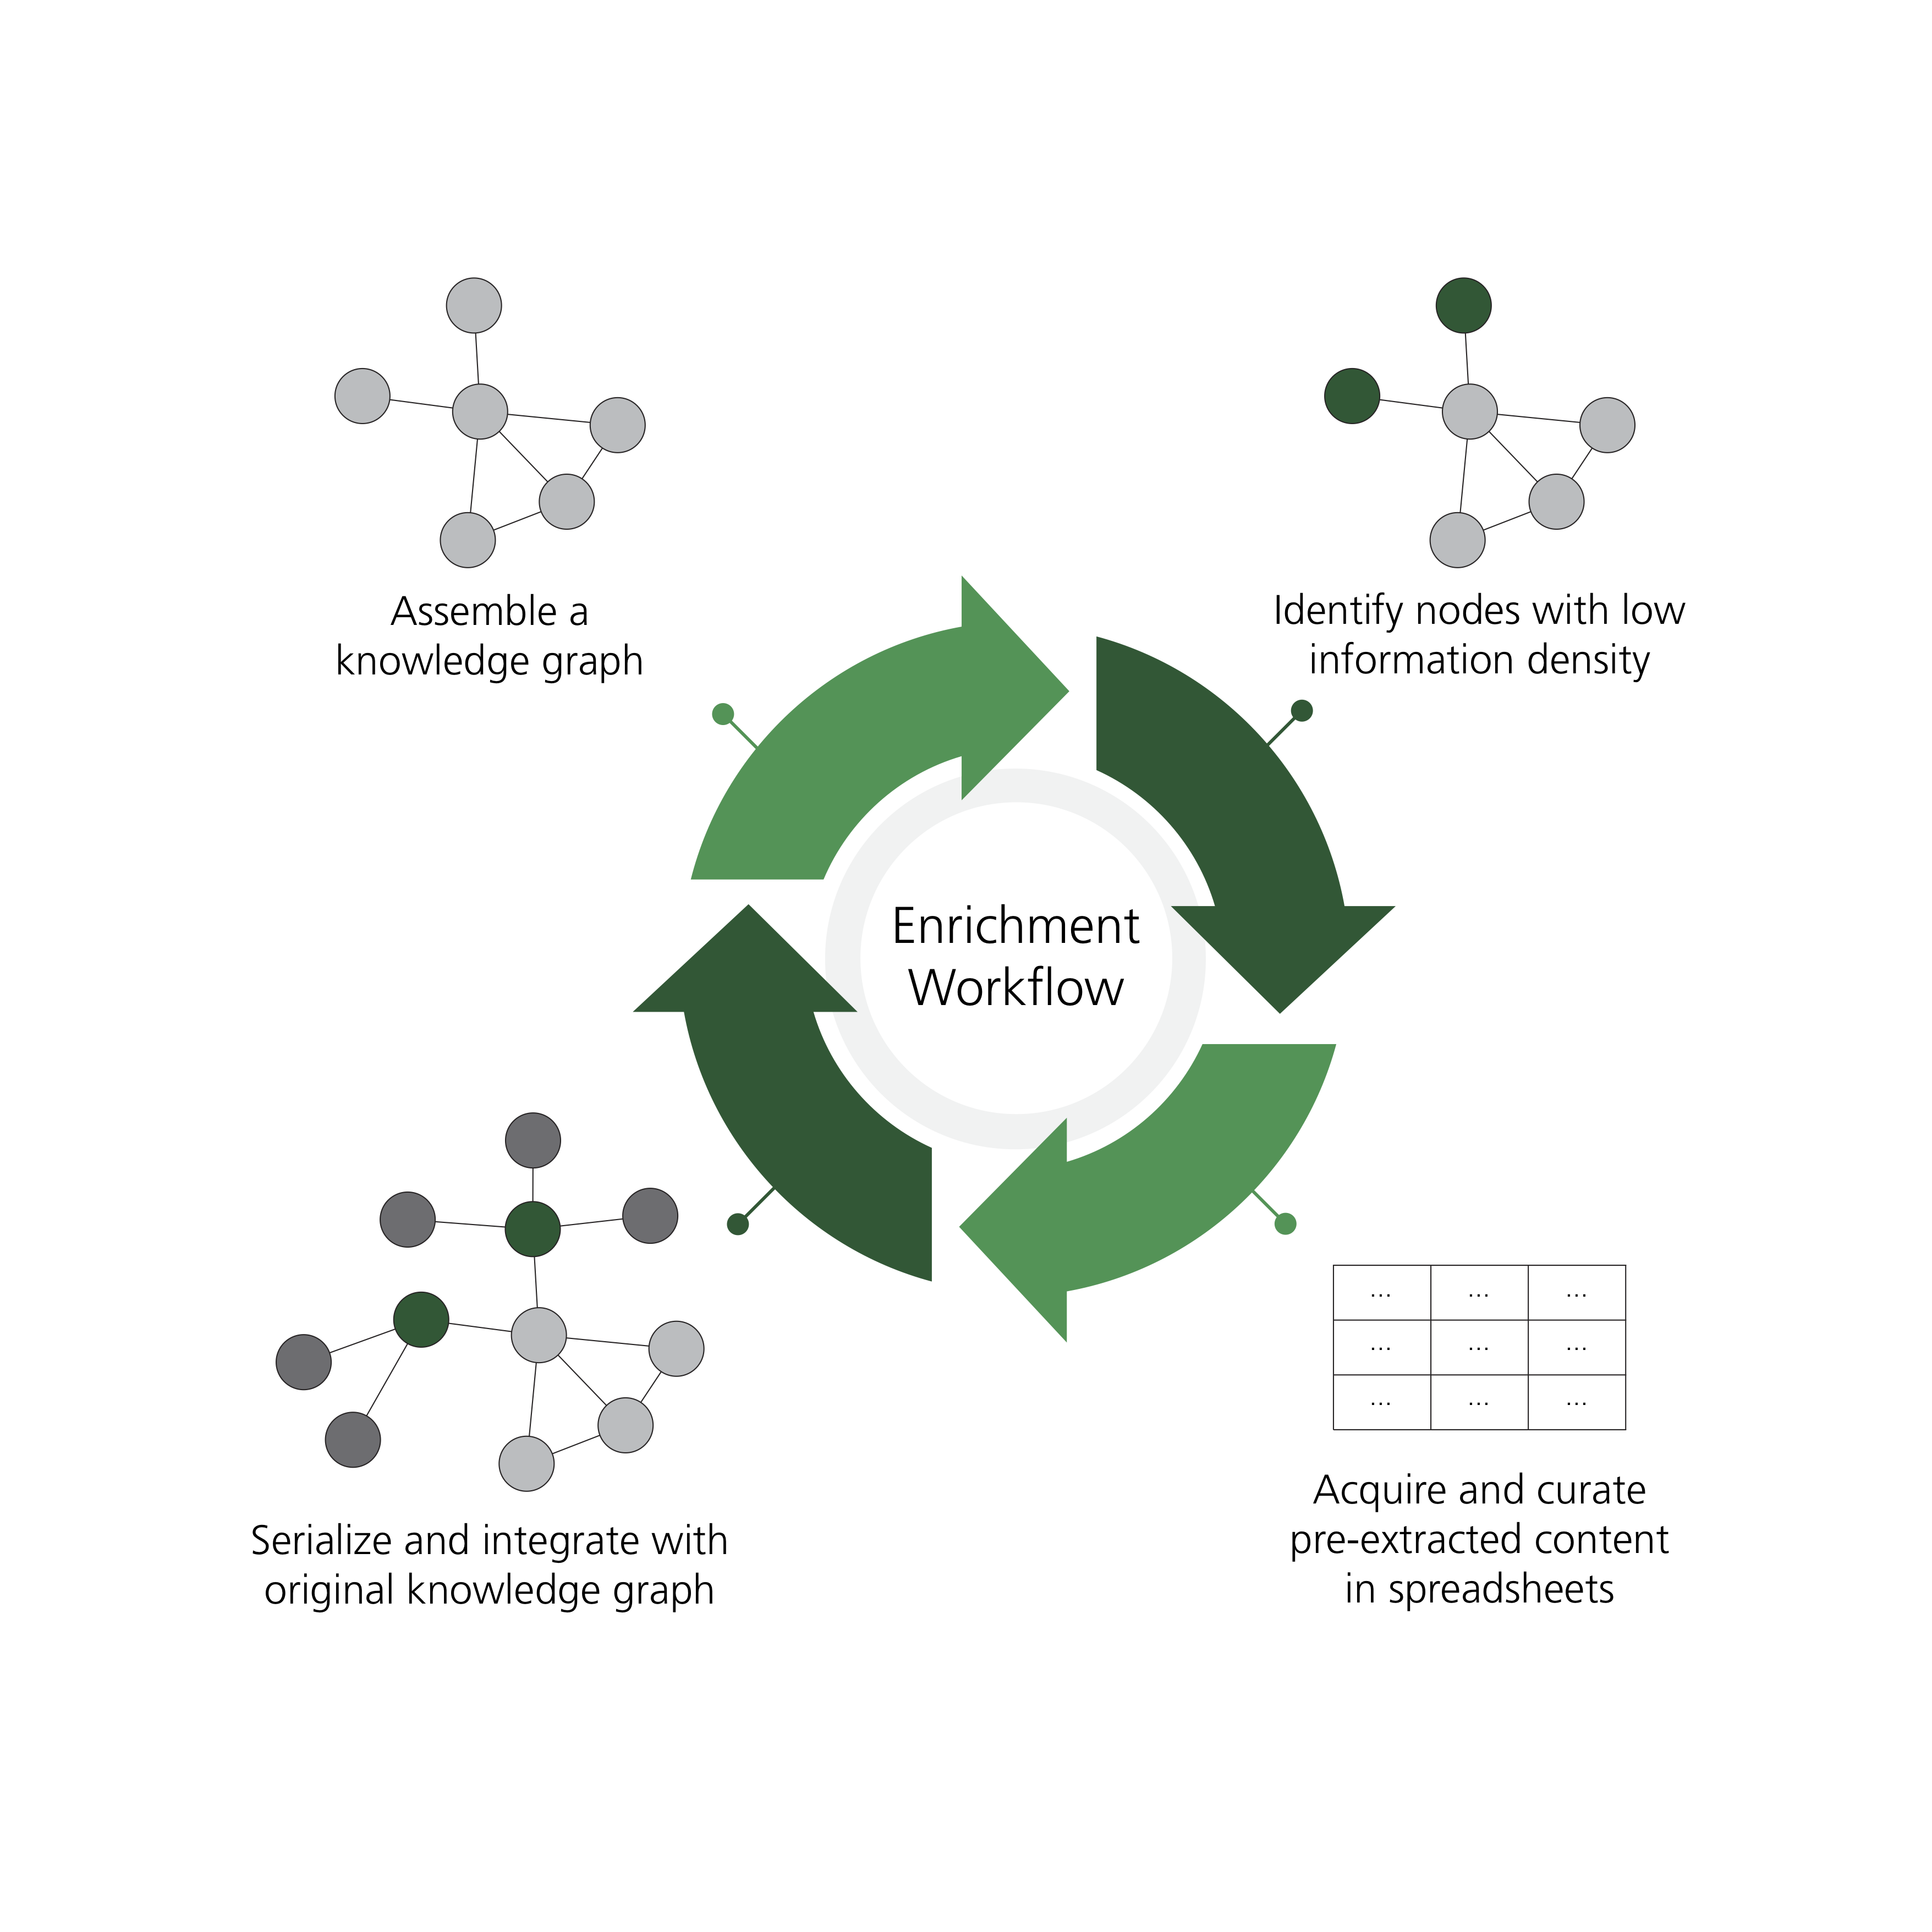 Assemble a
knowledge graph
Identify nodes with low
information density
Enrichment
Workflow
... ... ...
... ... ...
... ... ...
Acquire and curate
pre-extracted content
in spreadsheets
Serialize and integrate with
original knowledge graph